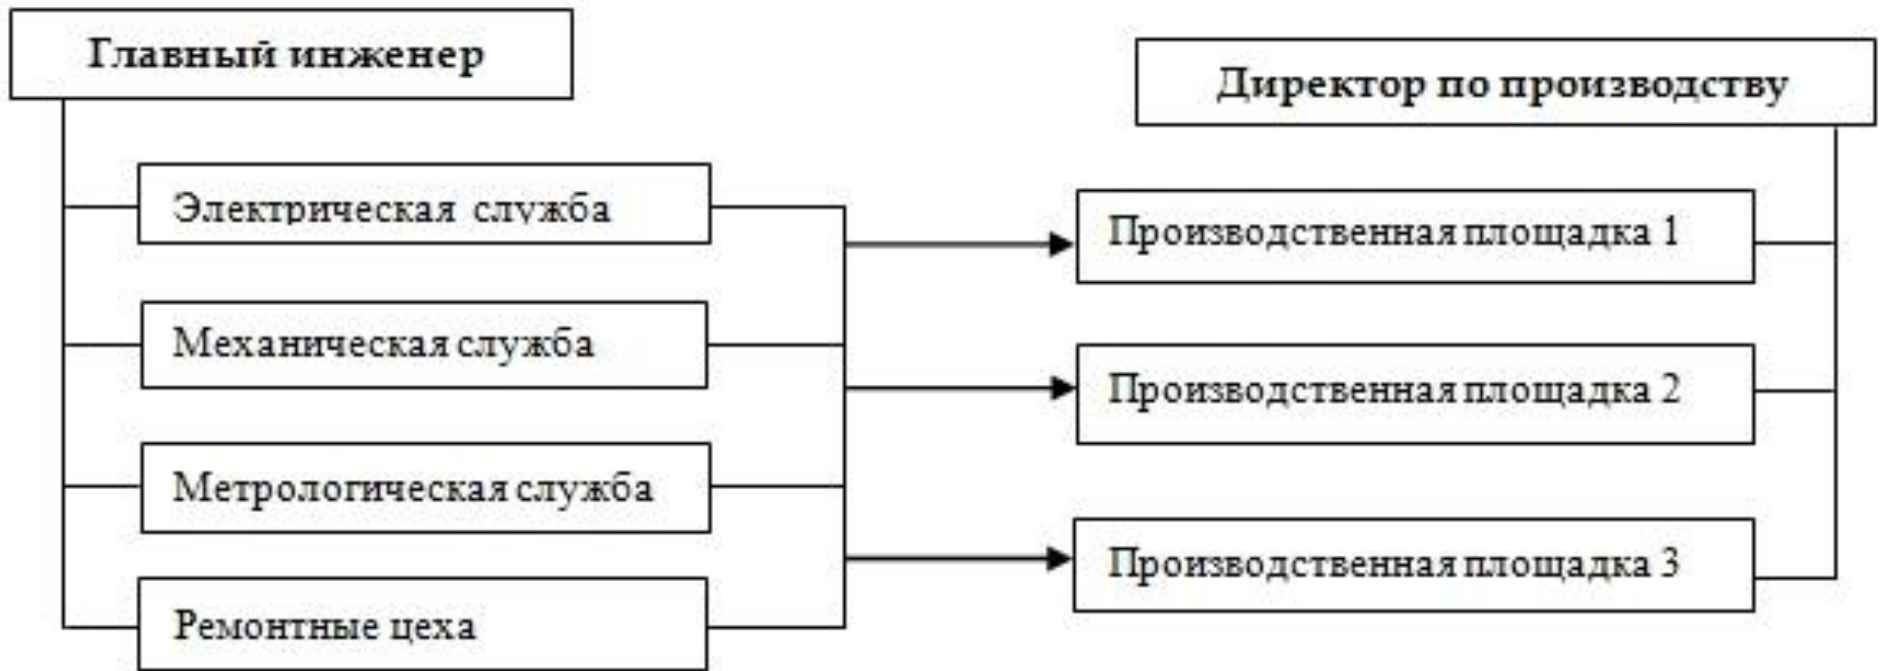 Главный инженер
Электрическая служба
Механическая служба
Метрологическая служба
Ремонтные цеха
Директор по производству
Производственная площадка 1
Производственная площадка 2
Производственная площадка 3